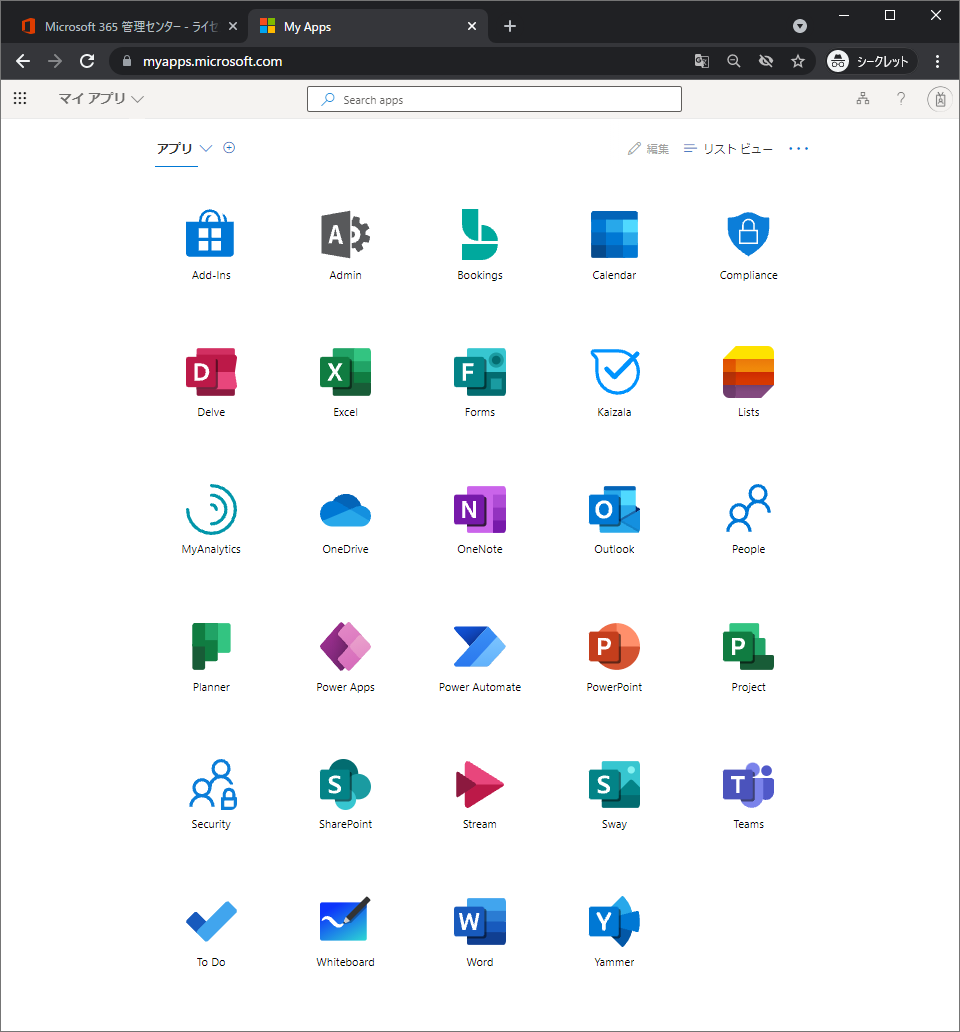 Microsoft 365 管理センター - ライセ
My Apps
myapps.microsoft.com
シークレット
マイ アプリ
Search apps
アプリ
編集
リスト ビュー
Add-Ins
Admin
Bookings
Calendar
Compliance
Delve
Excel
Forms
Kaizala
Lists
MyAnalytics
OneDrive
OneNote
Outlook
People
Planner
Power Apps
Power Automate
PowerPoint
Project
Security
SharePoint
Stream
Sway
Teams
To Do
Whiteboard
Word
Yammer